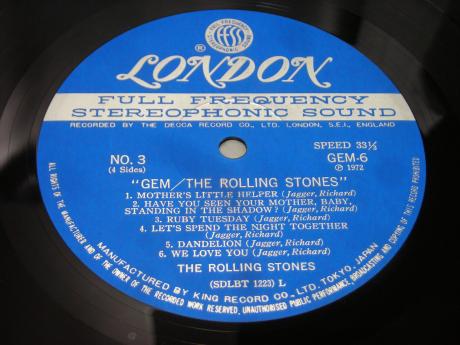 FULL FREQUENCY
ffss
STEREOPHONIC SOUND
®
LONDON
FULL FREQUENCY
STEREOPHONIC SOUND
RECORDED BY THE DECCA RECORD CO., LTD. LONDON, S.E.I., ENGLAND
NO. 3
(4 Sides)
SPEED 33⅓
GEM-6
Ⓟ 1972
"GEM/THE ROLLING STONES"
1. MOTHER'S LITTLE HELPER (Jagger, Richard)
2. HAVE YOU SEEN YOUR MOTHER, BABY,
STANDING IN THE SHADOW? (Jagger, Richard)
3. RUBY TUESDAY (Jagger, Richard)
4. LET'S SPEND THE NIGHT TOGETHER
(Jagger, Richard)
5. DANDELION (Jagger, Richard)
6. WE LOVE YOU (Jagger, Richard)
THE ROLLING STONES
(SDLBT 1223) L
MANUFACTURED BY KING RECORD CO., LTD. TOKYO, JAPAN
ALL RIGHTS OF THE MANUFACTURER AND OF THE OWNER OF THE RECORDED WORK RESERVED. UNAUTHORISED PUBLIC PERFORMANCE, BROADCASTING AND COPYING OF THIS RECORD PROHIBITED